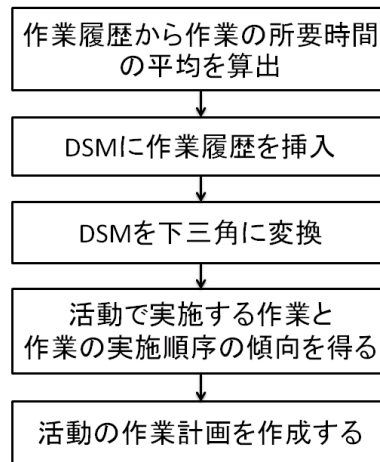 作業履歴から作業の所要時間
の平均を算出
DSMに作業履歴を挿入
DSMを下三角に変換
活動で実施する作業と
作業の実施順序の傾向を得る
活動の作業計画を作成する